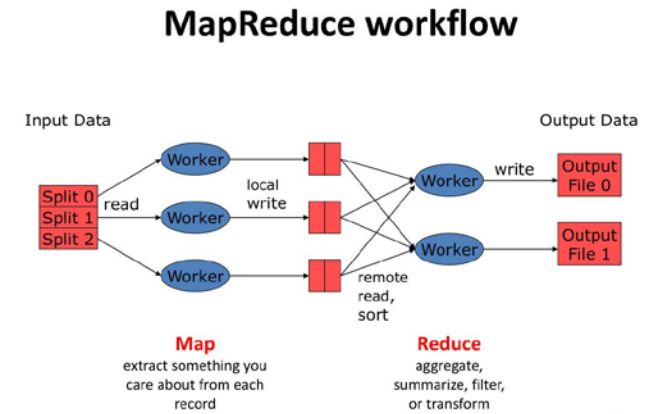 MapReduce workflow
Input Data
Output Data
Split 0
Split 1
Split 2
read
Worker
Worker
Worker
local
write
remote
read,
sort
Worker
Worker
write
Output
File 0
Output
File 1
Map
extract something you
care about from each
record
Reduce
aggregate,
summarize, filter,
or transform